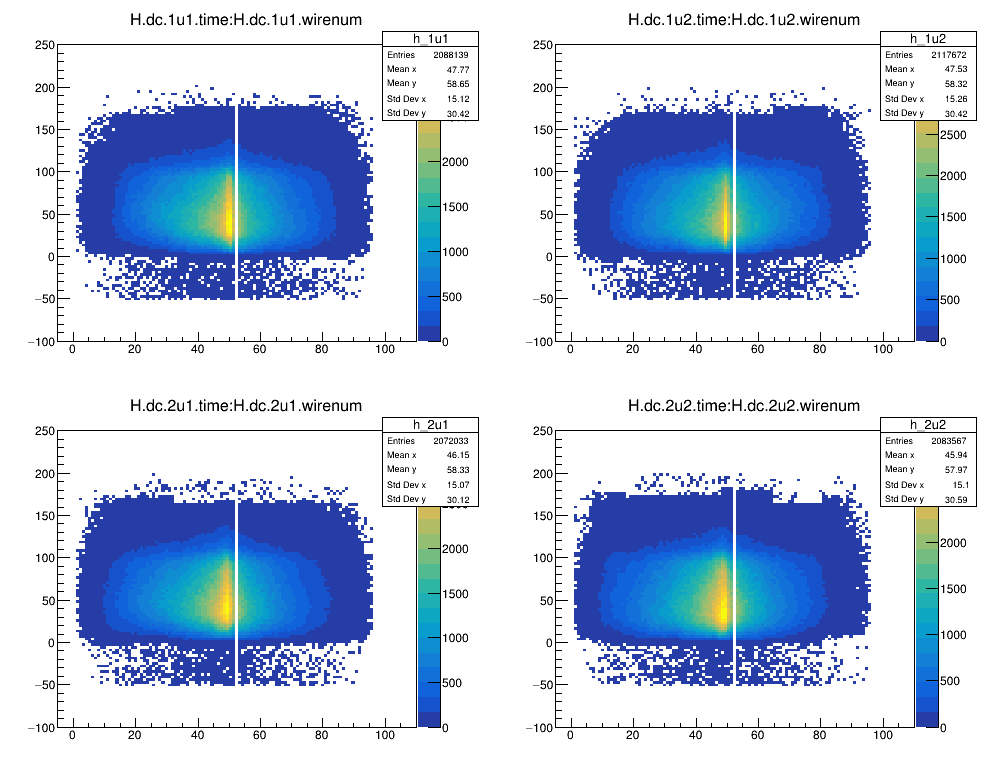 H.dc.1u1.time:H.dc.1u1.wirenum
h_1u1
Entries 2088139
Mean x 47.77
Mean y 58.65
Std Dev x 15.12
Std Dev y 30.42
250
200
150
100
50
0
−50
−100
0 20 40 60 80 100
2000
1500
1000
500
0
H.dc.1u2.time:H.dc.1u2.wirenum
h_1u2
Entries 2117672
Mean x 47.53
Mean y 58.32
Std Dev x 15.26
Std Dev y 30.42
250
200
150
100
50
0
−50
−100
0 20 40 60 80 100
2500
2000
1500
1000
500
0
H.dc.2u1.time:H.dc.2u1.wirenum
h_2u1
Entries 2072033
Mean x 46.15
Mean y 58.33
Std Dev x 15.07
Std Dev y 30.12
250
200
150
100
50
0
−50
−100
0 20 40 60 80 100
2000
1500
1000
500
0
H.dc.2u2.time:H.dc.2u2.wirenum
h_2u2
Entries 2083567
Mean x 45.94
Mean y 57.97
Std Dev x 15.1
Std Dev y 30.59
250
200
150
100
50
0
−50
−100
0 20 40 60 80 100
2000
1500
1000
500
0